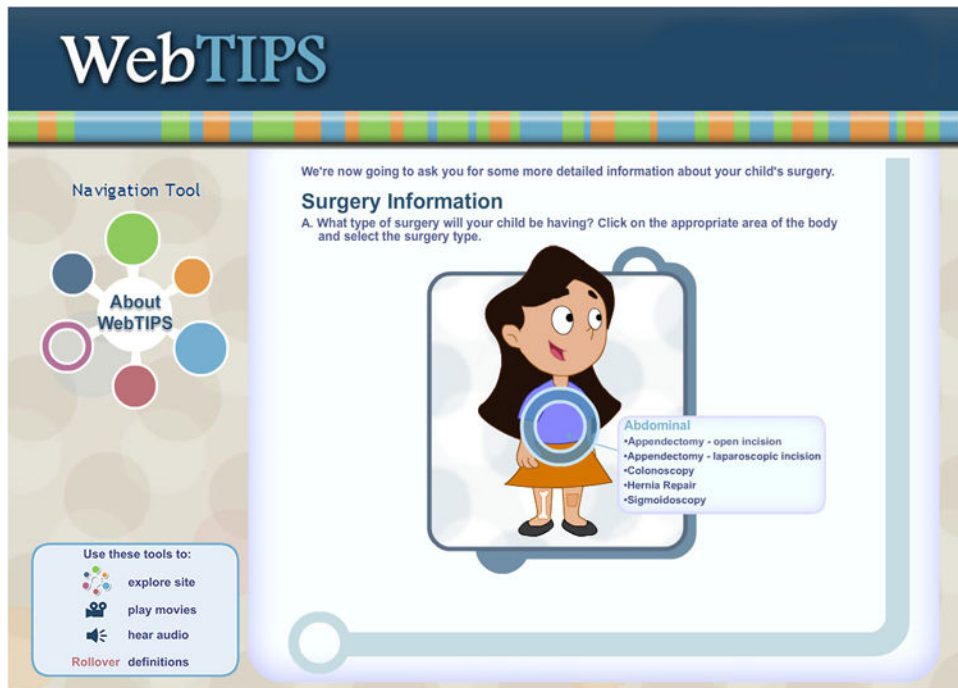 WebTIPS
We're now going to ask you for some more detailed information about your child's surgery.
Navigation Tool
Surgery Information
A. What type of surgery will your child be having? Click on the appropriate area of the body
and select the surgery type.
About
WebTIPS
Abdominal
•Appendectomy - open incision
•Appendectomy - laparoscopic incision
•Colonoscopy
•Hernia Repair
•Sigmoidoscopy
Use these tools to:
explore site
play movies
hear audio
Rollover definitions